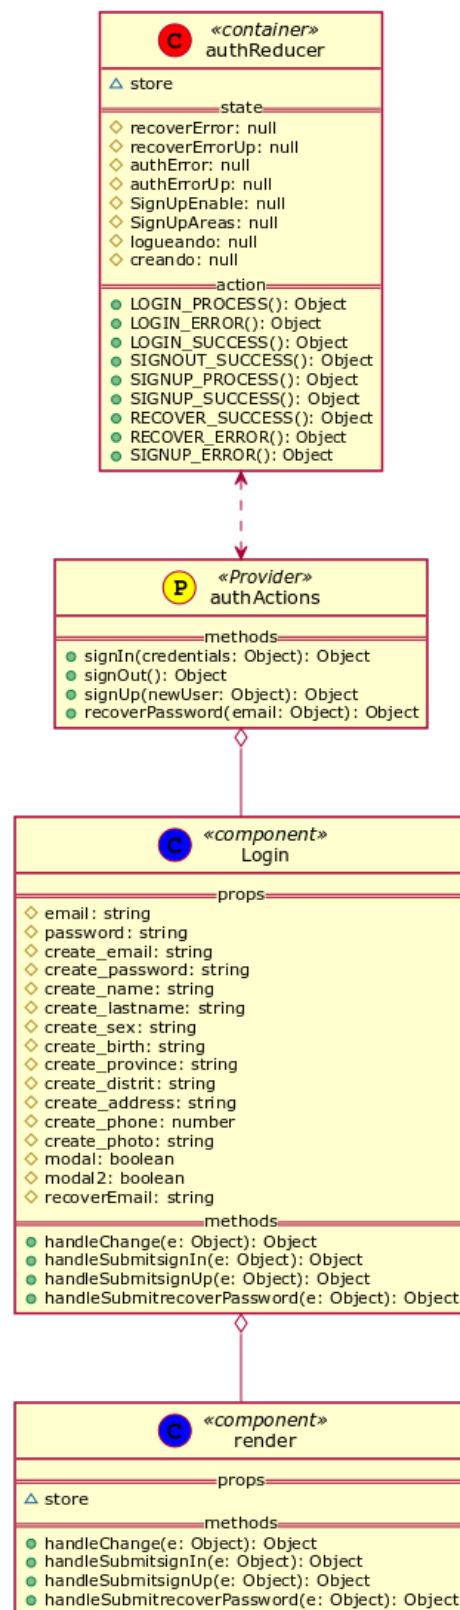 C
«container»
authReducer
store
state
recoverError: null
recoverErrorUp: null
authError: null
authErrorUp: null
SignUpEnable: null
SignUpAreas: null
logueando: null
creando: null
action
LOGIN_PROCESS(): Object
LOGIN_ERROR(): Object
LOGIN_SUCCESS(): Object
SIGNOUT_SUCCESS(): Object
SIGNUP_PROCESS(): Object
SIGNUP_SUCCESS(): Object
RECOVER_SUCCESS(): Object
RECOVER_ERROR(): Object
SIGNUP_ERROR(): Object
P
«Provider»
authActions
methods
signIn(credentials: Object): Object
signOut(): Object
signUp(newUser: Object): Object
recoverPassword(email: Object): Object
C
«component»
Login
props
email: string
password: string
create_email: string
create_password: string
create_name: string
create_lastname: string
create_sex: string
create_birth: string
create_province: string
create_distrit: string
create_address: string
create_phone: number
create_photo: string
modal: boolean
modal2: boolean
recoverEmail: string
methods
handleChange(e: Object): Object
handleSubmitsignIn(e: Object): Object
handleSubmitsignUp(e: Object): Object
handleSubmitrecoverPassword(e: Object): Object
C
«component»
render
props
store
methods
handleChange(e: Object): Object
handleSubmitsignIn(e: Object): Object
handleSubmitsignUp(e: Object): Object
handleSubmitrecoverPassword(e: Object): Object